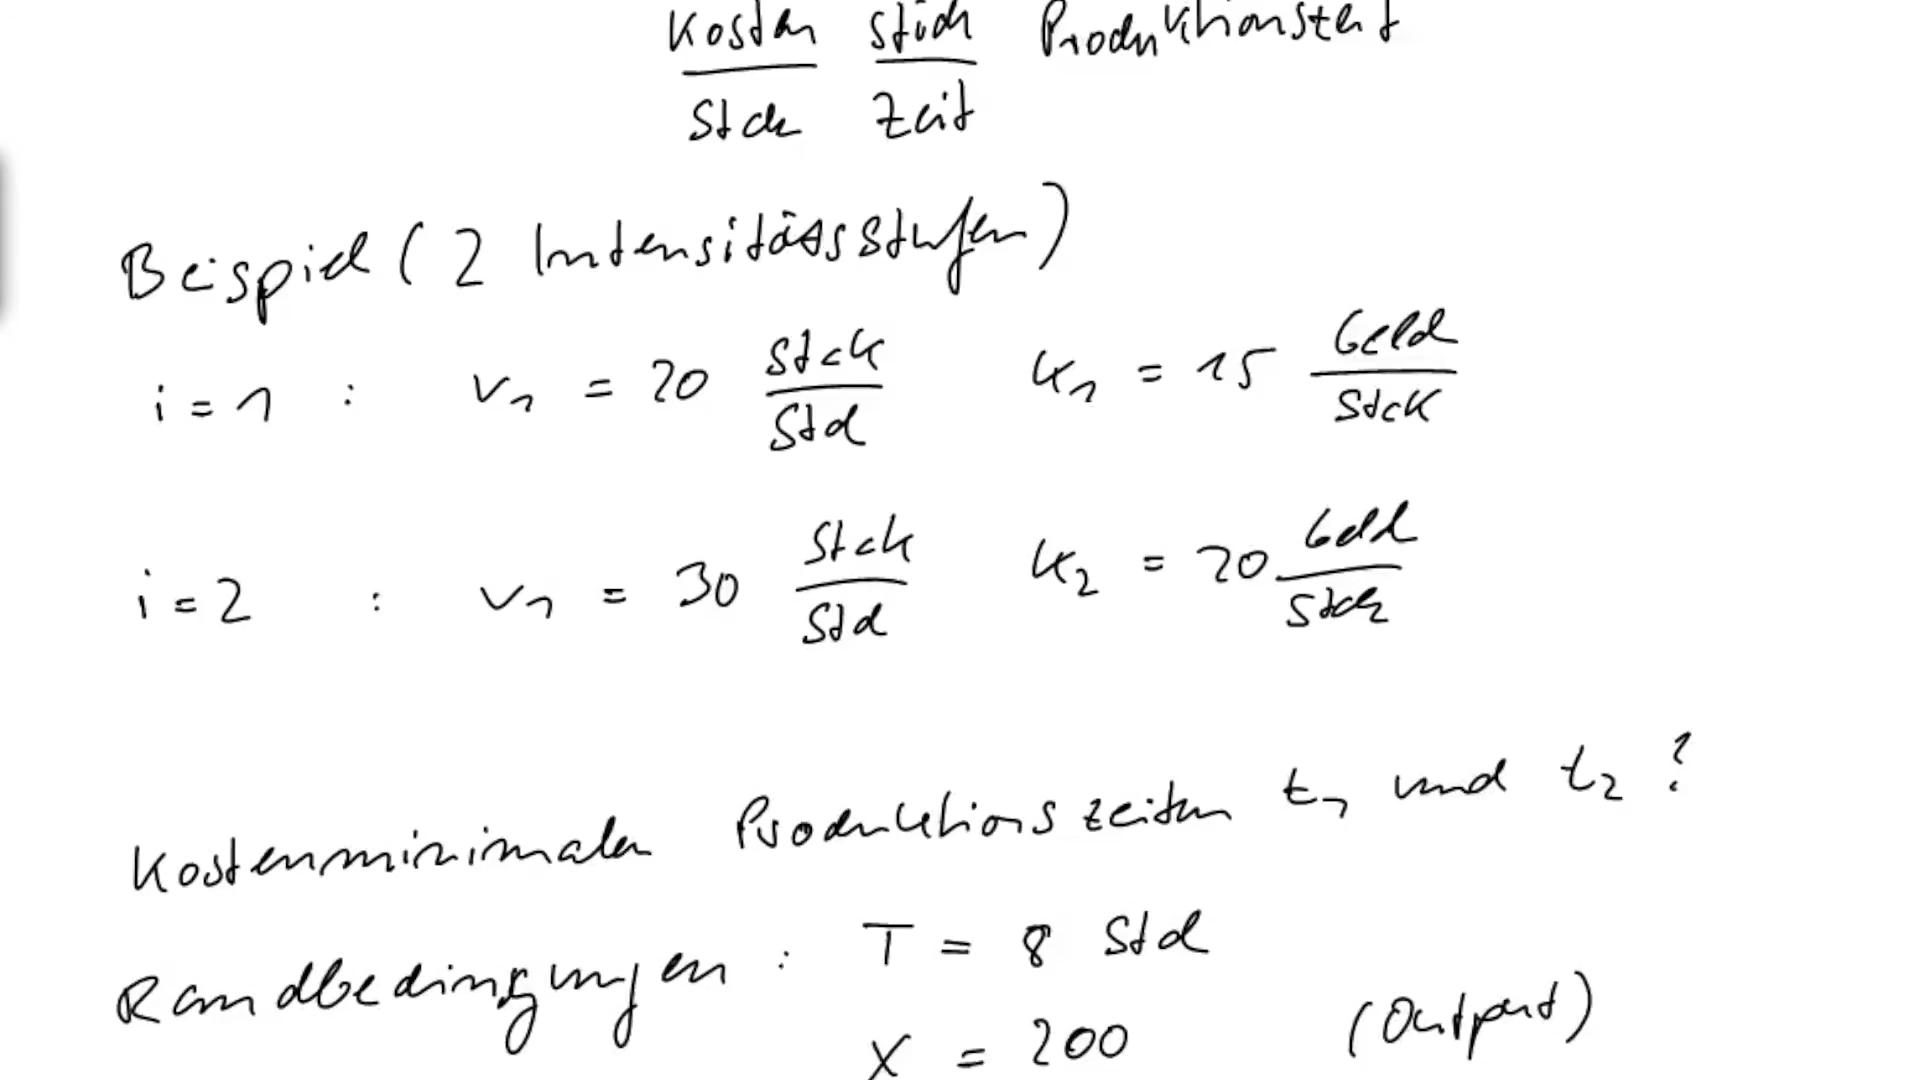 Kosten Stück Produktionszeit
Stck Zeit
Beispiel (2 Intensitätsstufen)
i = 1 : v₁ = 20 Stck/Std k₁ = 15 Geld/Stck
i = 2 : v₁ = 30 Stck/Std k₂ = 20 Geld/Stck
Kostenminimalen Produktionszeiten t₁ und t₂ ?
Randbedingungen : T = 8 Std
X = 200 (Output)